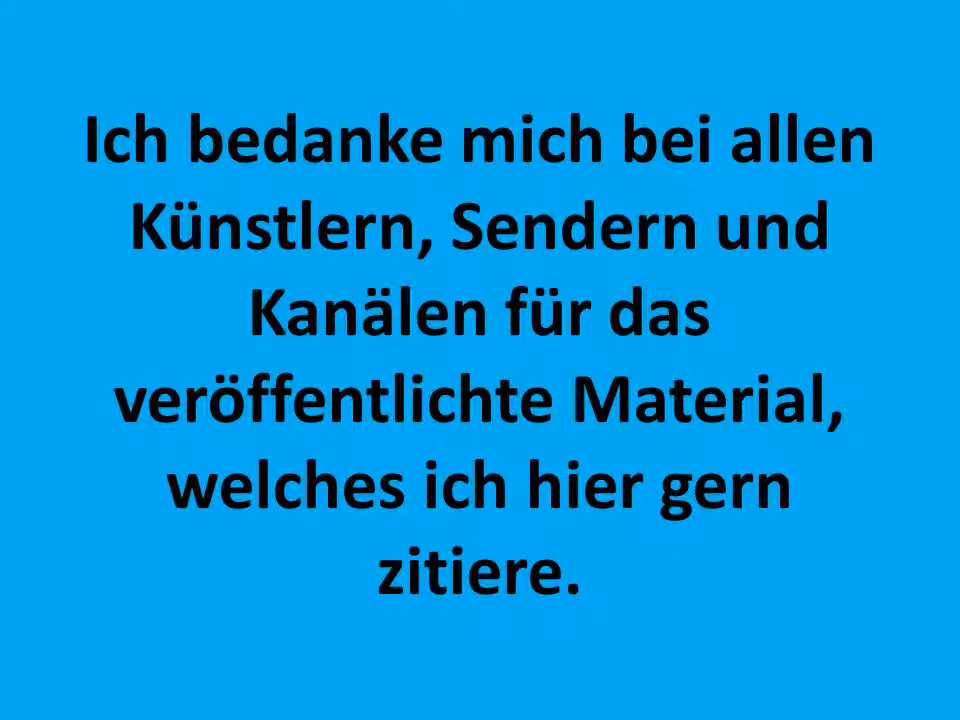 Ich bedanke mich bei allen
Künstlern, Sendern und
Kanälen für das
veröffentlichte Material,
welches ich hier gern
zitiere.